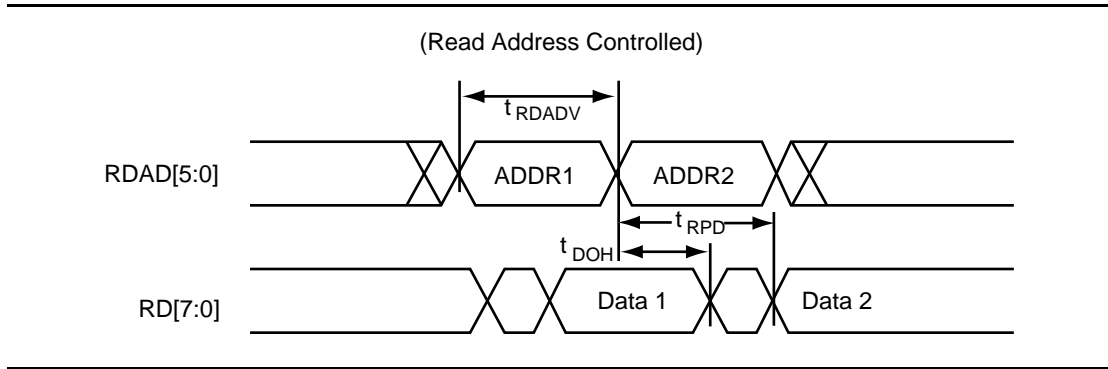 (Read Address Controlled)
t RDADV
RDAD[5:0]
ADDR1
ADDR2
t RPD
t DOH
RD[7:0]
Data 1
Data 2